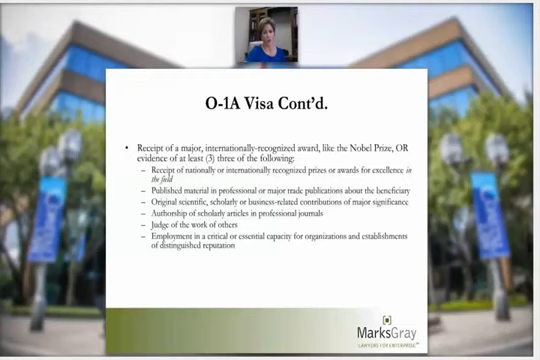 O-1A Visa Cont'd.
• Receipt of a major, internationally-recognized award, like the Nobel Prize, OR
evidence of at least (3) three of the following:
– Receipt of nationally or internationally recognized prizes or awards for excellence in
the field
– Published material in professional or major trade publications about the beneficiary
– Original scientific, scholarly or business-related contributions of major significance
– Authorship of scholarly articles in professional journals
– Judge of the work of others
– Employment in a critical or essential capacity for organizations and establishments
of distinguished reputation
MarksGray
LAWYERS FOR ENTERPRISE